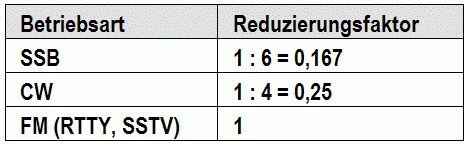 Betriebsart Reduzierungsfaktor
SSB 1 : 6 = 0,167
CW 1 : 4 = 0,25
FM (RTTY, SSTV) 1